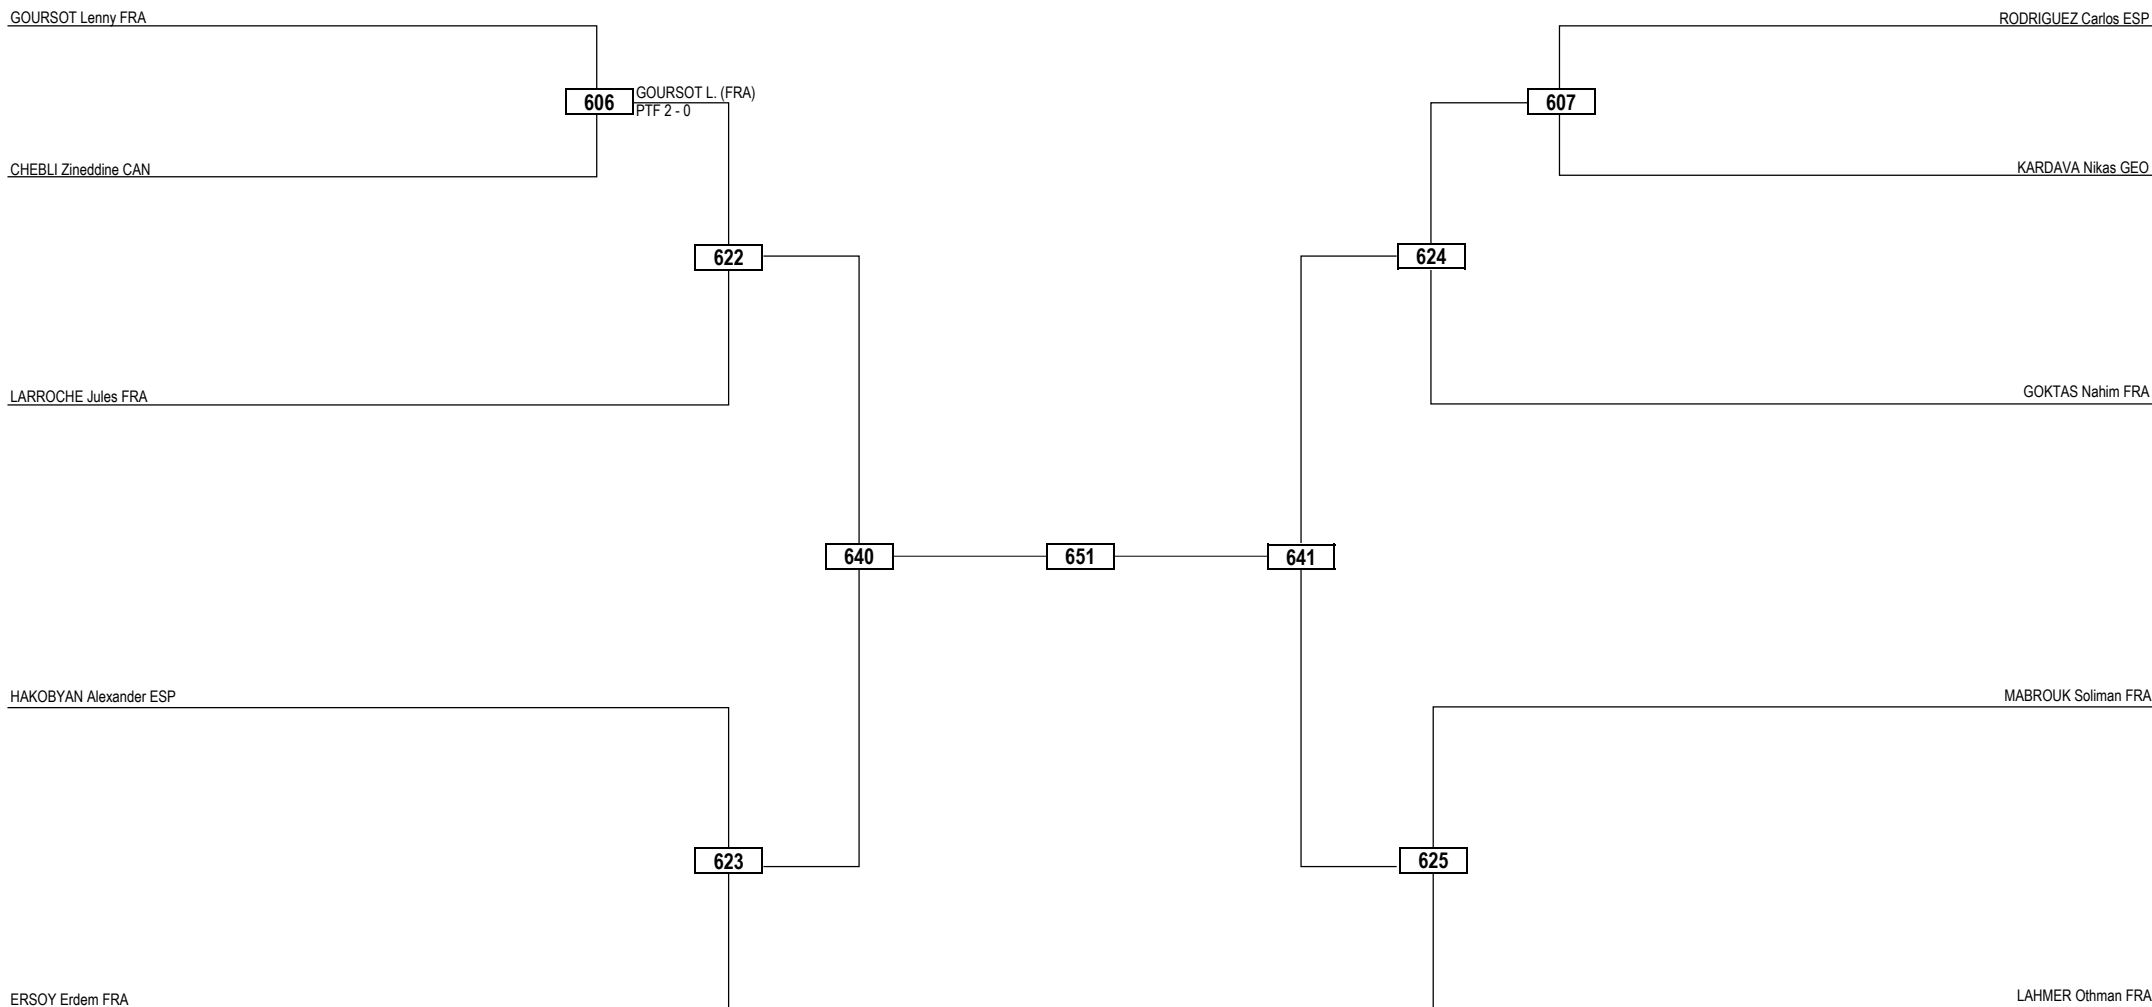 GOURSOT Lenny FRA
RODRIGUEZ Carlos ESP
606
GOURSOT L. (FRA)
PTF 2 - 0
607
CHEBLI Zineddine CAN
KARDAVA Nikas GEO
622
624
LARROCHE Jules FRA
GOKTAS Nahim FRA
640
651
641
HAKOBYAN Alexander ESP
MABROUK Soliman FRA
623
625
ERSOY Erdem FRA
LAHMER Othman FRA